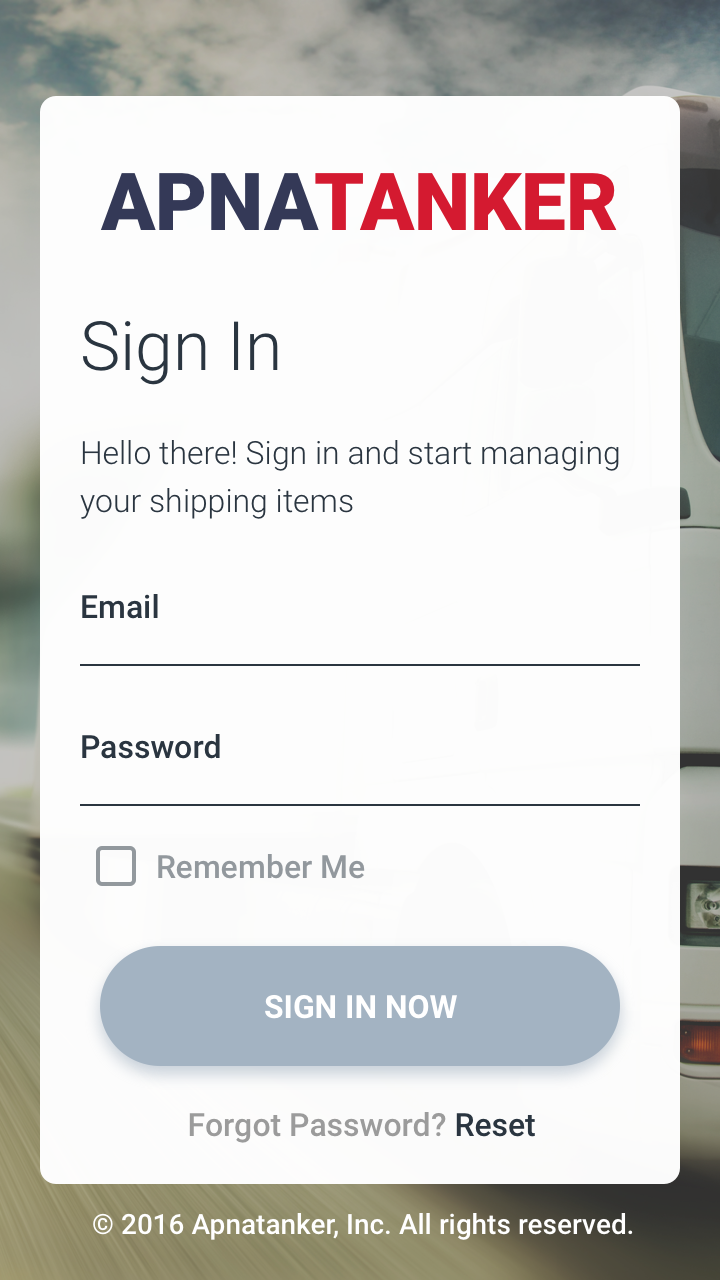 APNATANKER
Sign In
Hello there! Sign in and start managing
your shipping items
Email
Password
Remember Me
SIGN IN NOW
Forgot Password? Reset
© 2016 Apnatanker, Inc. All rights reserved.